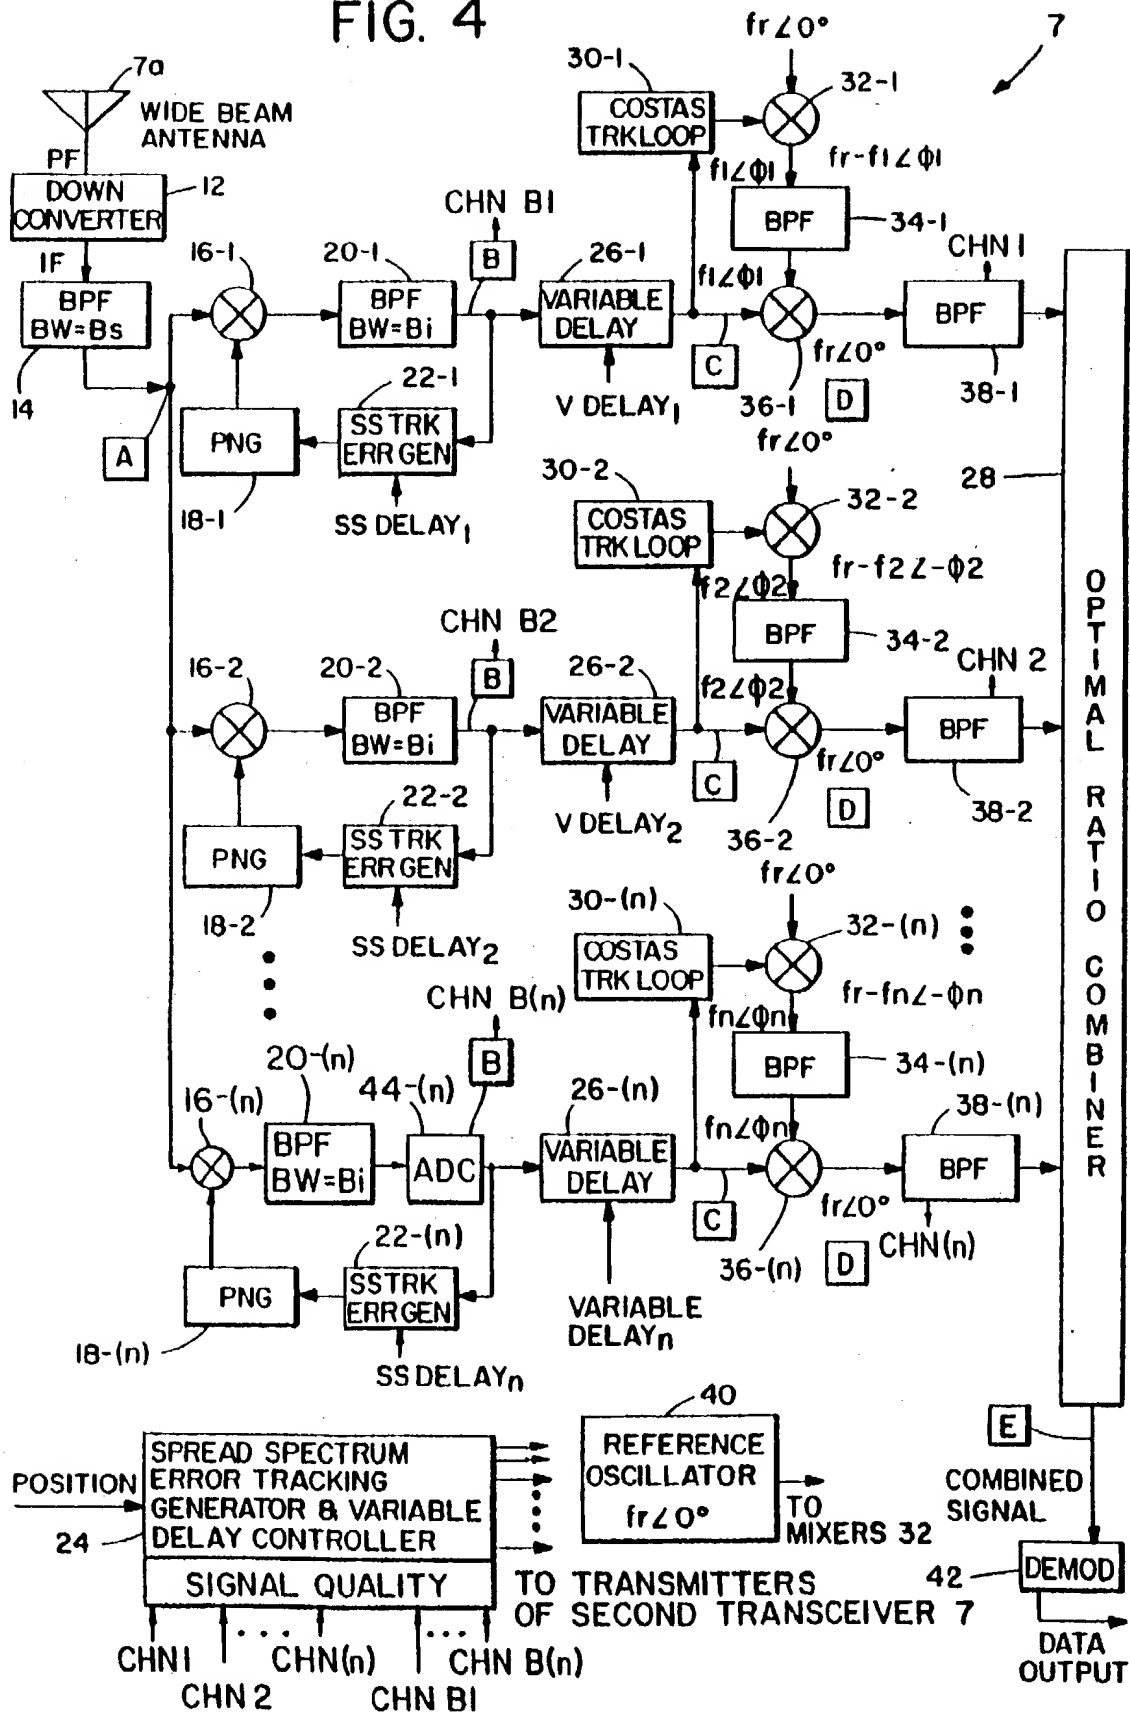 FIG. 4
7
7a
WIDE BEAM
ANTENNA
PF
DOWN
CONVERTER
12
IF
BPF
BW=Bs
14
A
16-1
20-1
BPF
BW=Bi
CHN B1
B
26-1
VARIABLE
DELAY
V DELAY1
22-1
SS TRK
ERR GEN
SS DELAY1
PNG
18-1
30-1
COSTAS
TRK LOOP
fr∠0°
32-1
fr-f1∠ϕ1
f1∠ϕ1
BPF
34-1
f1∠ϕ1
C
36-1
fr∠0°
D
CHN 1
BPF
38-1
28
OPTIMAL RATIO COMBINER
16-2
20-2
BPF
BW=Bi
CHN B2
B
26-2
VARIABLE
DELAY
V DELAY2
22-2
SS TRK
ERR GEN
SS DELAY2
PNG
18-2
30-2
COSTAS
TRK LOOP
fr∠0°
32-2
fr-f2∠-ϕ2
f2∠ϕ2
BPF
34-2
f2∠ϕ2
C
36-2
fr∠0°
D
CHN 2
BPF
38-2
16-(n)
20-(n)
BPF
BW=Bi
44-(n)
ADC
CHN B(n)
B
26-(n)
VARIABLE
DELAY
VARIABLE
DELAYn
22-(n)
SS TRK
ERR GEN
SS DELAYn
PNG
18-(n)
30-(n)
COSTAS
TRK LOOP
fr∠0°
32-(n)
fr-fn∠-ϕn
fn∠ϕn
BPF
34-(n)
fn∠ϕn
C
36-(n)
fr∠0°
D
38-(n)
BPF
CHN(n)
POSITION
24
SPREAD SPECTRUM
ERROR TRACKING
GENERATOR & VARIABLE
DELAY CONTROLLER
SIGNAL QUALITY
CHN1
CHN 2
CHN(n)
CHN B1
CHN B(n)
TO TRANSMITTERS
OF SECOND TRANSCEIVER 7
40
REFERENCE
OSCILLATOR
fr∠0°
TO
MIXERS 32
E
COMBINED
SIGNAL
42
DEMOD
DATA
OUTPUT